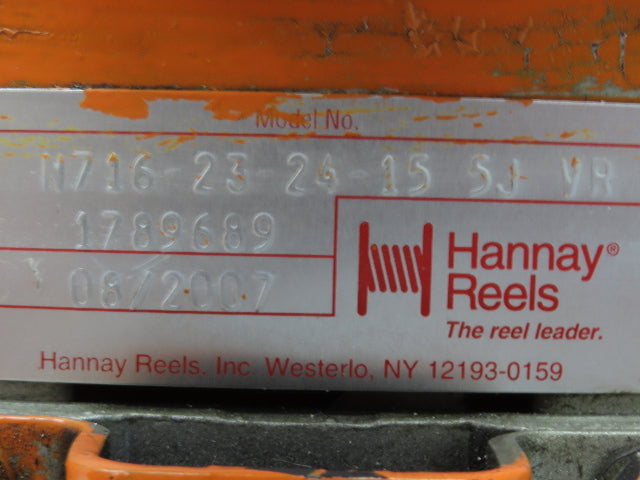 Model No.
N716-23-24-15 SJ VR
1789689
08/2007
Hannay®
Reels
The reel leader.
Hannay Reels, Inc. Westerlo, NY 12193-0159